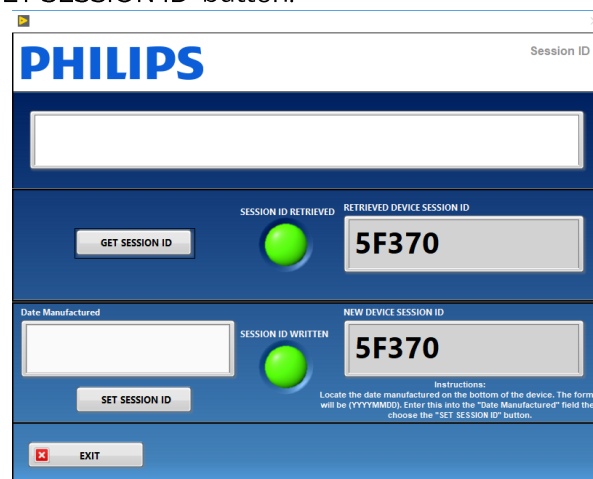 SESSION ID" button.
PHILIPS
Session ID
SESSION ID RETRIEVED
RETRIEVED DEVICE SESSION ID
GET SESSION ID
5F370
Date Manufactured
NEW DEVICE SESSION ID
SESSION ID WRITTEN
5F370
SET SESSION ID
Instructions:
Locate the date manufactured on the bottom of the device. The form
will be (YYYYMMDD). Enter this into the "Date Manufactured" field the
choose the "SET SESSION ID" button.
EXIT